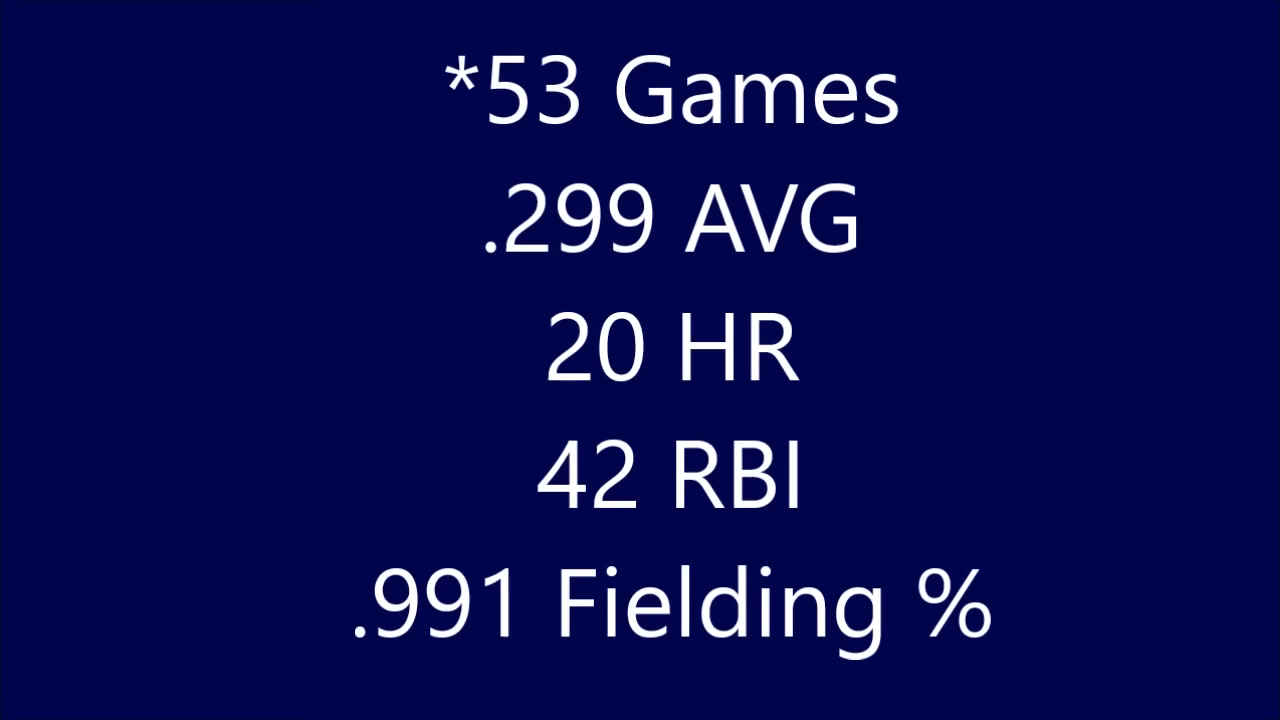 *53 Games
.299 AVG
20 HR
42 RBI
.991 Fielding %